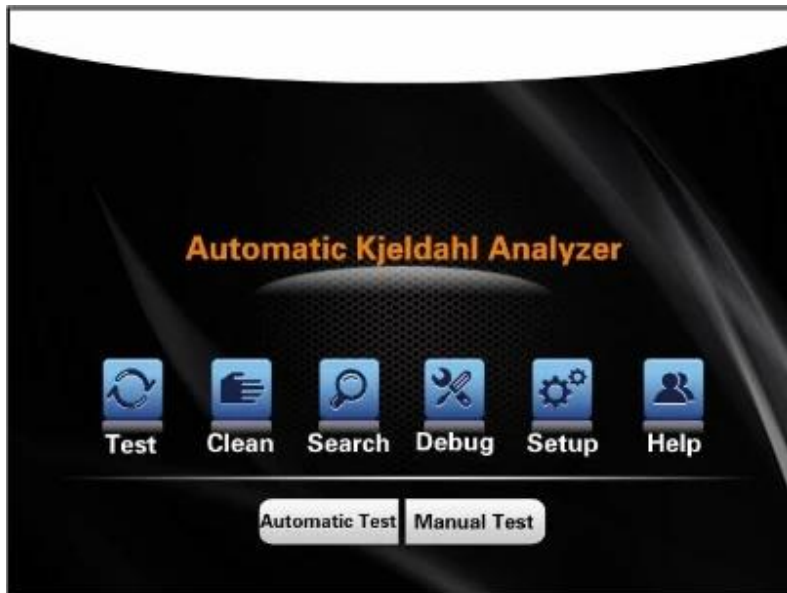 Automatic Kjeldahl Analyzer
Test Clean Search Debug Setup Help
Automatic Test Manual Test